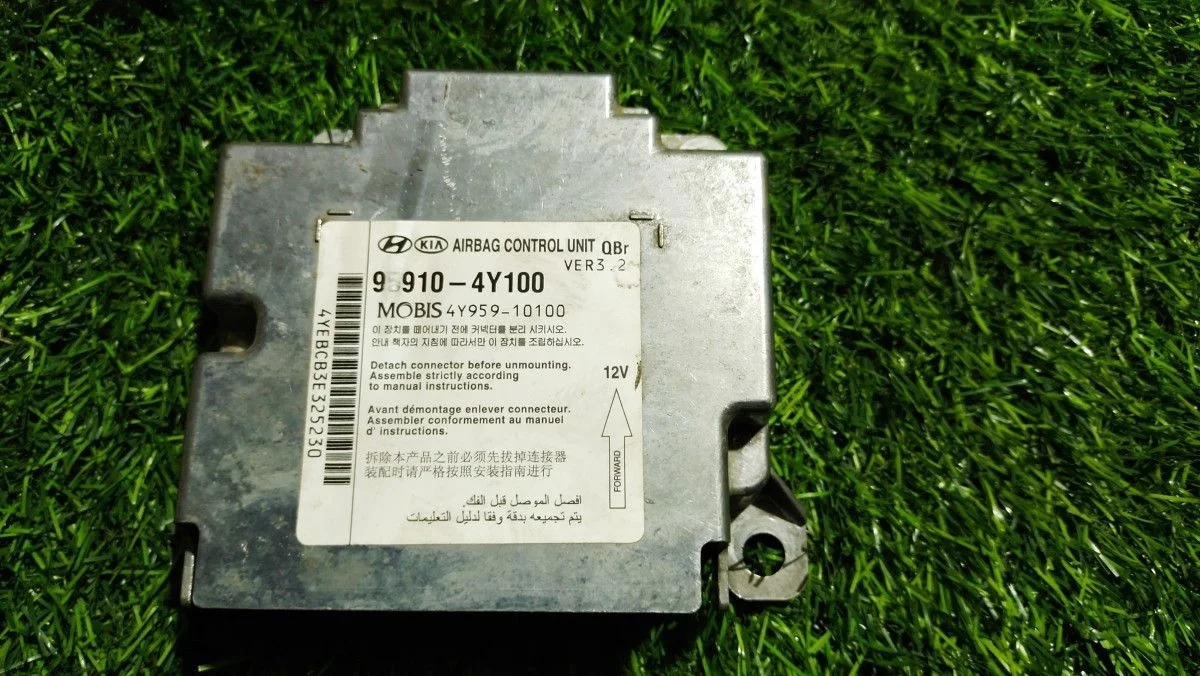 HYUNDAI KIA AIRBAG CONTROL UNIT QBr
VER3.2
95910-4Y100
MOBIS 4Y959-10100
이 장치를 떼어내기 전에 커넥터를 분리 시키시오.
안내 책자의 지침에 따라서만 이 장치를 조립하십시오.
Detach connector before unmounting.
Assemble strictly according
to manual instructions.
12V
Avant démontage enlever connecteur.
Assembler conformement au manuel
d' instructions.
拆除本产品之前必须先拔掉连接器
装配时请严格按照安装指南进行
افصل الموصل قبل الفك.
يتم تجميعه بدقة وفقا لدليل التعليمات
FORWARD
4YEBCB3E325230